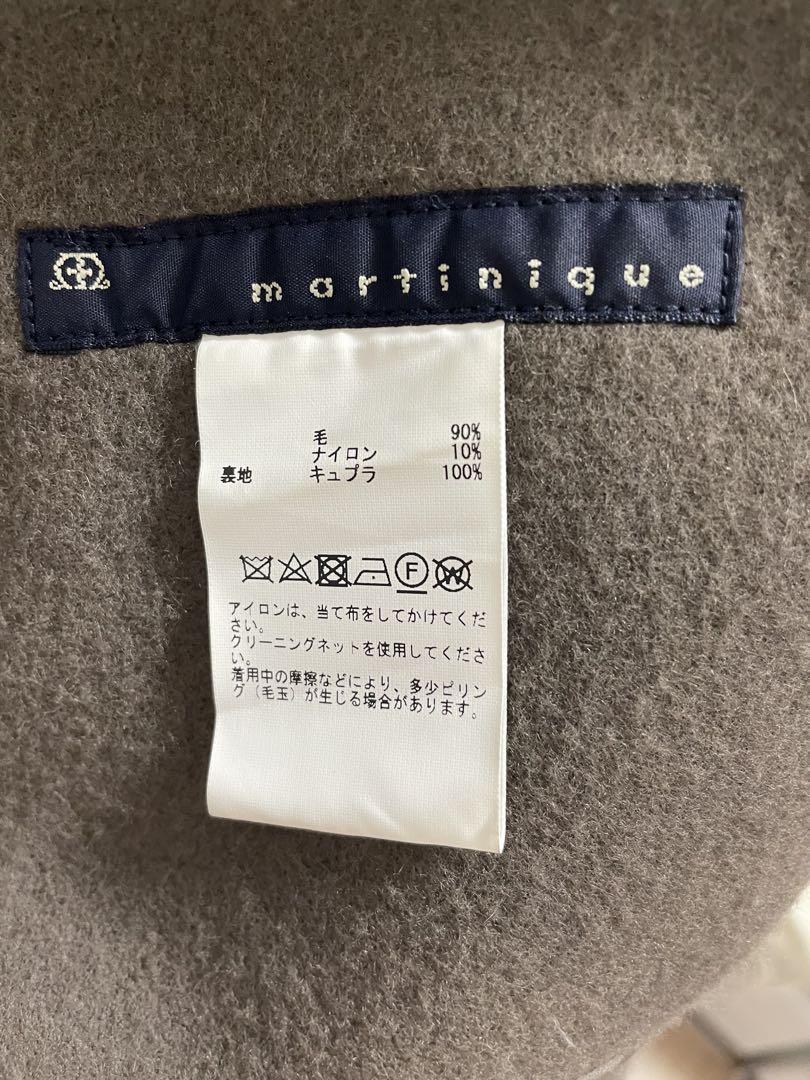 martinique
毛 90%
ナイロン 10%
裏地 キュプラ 100%
F W
アイロンは、当て布をしてかけてくだ
さい。
クリーニングネットを使用してくださ
い。
着用中の摩擦などにより、多少ピリン
グ（毛玉）が生じる場合があります。